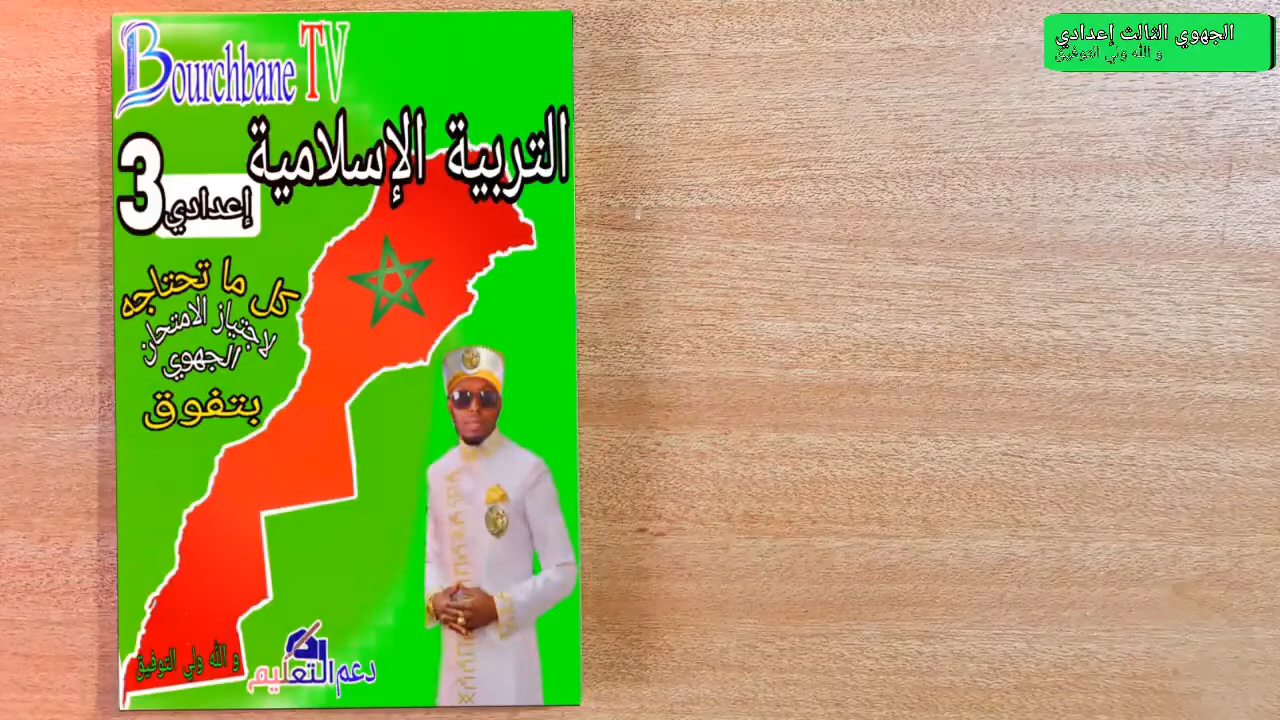 الجهوي الثالث إعدادي
و الله ولي التوفيق
Bourchbane TV
التربية الإسلامية
3 إعدادي
كل ما تحتاجه
لاجتياز الامتحان
الجهوي
بتفوق
و الله ولي التوفيق
دعم التعليم